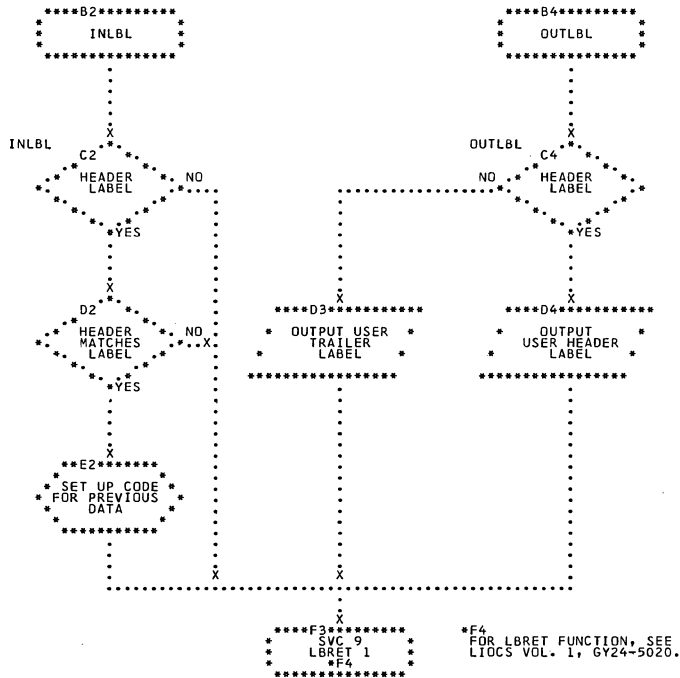 B2
INLBL
B4
OUTLBL
INLBL
C2
HEADER
LABEL
NO
YES
OUTLBL
C4
HEADER
LABEL
NO
YES
D2
HEADER
MATCHES
LABEL
NO
YES
D3
OUTPUT USER
TRAILER
LABEL
D4
OUTPUT
USER HEADER
LABEL
E2
SET UP CODE
FOR PREVIOUS
DATA
F3
SVC 9
LBRET 1
*F4
*F4
FOR LBRET FUNCTION, SEE
LIOCS VOL. 1, GY24-5020.